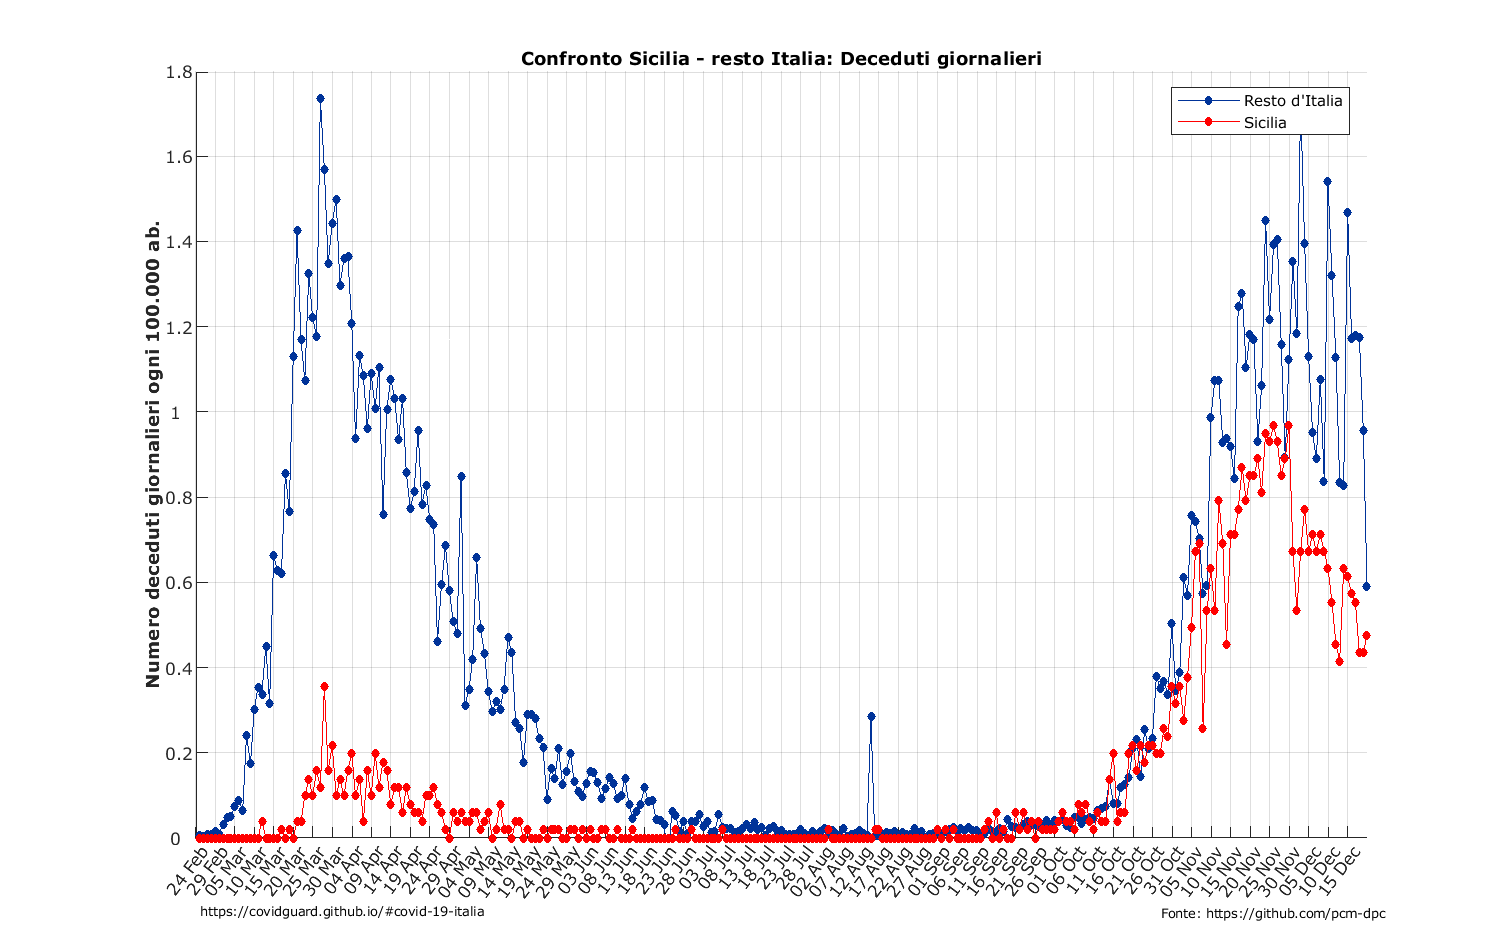 Confronto Sicilia - resto Italia: Deceduti giornalieri
Resto d'Italia
Sicilia
Numero deceduti giornalieri ogni 100.000 ab.
1.8
1.6
1.4
1.2
1
0.8
0.6
0.4
0.2
0
24 Feb
29 Feb
05 Mar
10 Mar
15 Mar
20 Mar
25 Mar
30 Mar
04 Apr
09 Apr
14 Apr
19 Apr
24 Apr
29 Apr
04 May
09 May
14 May
19 May
24 May
29 May
03 Jun
08 Jun
13 Jun
18 Jun
23 Jun
28 Jun
03 Jul
08 Jul
13 Jul
18 Jul
23 Jul
28 Jul
02 Aug
07 Aug
12 Aug
17 Aug
22 Aug
27 Aug
01 Sep
06 Sep
11 Sep
16 Sep
21 Sep
26 Sep
01 Oct
06 Oct
11 Oct
16 Oct
21 Oct
26 Oct
31 Oct
05 Nov
10 Nov
15 Nov
20 Nov
25 Nov
30 Nov
05 Dec
10 Dec
15 Dec
https://covidguard.github.io/#covid-19-italia
Fonte: https://github.com/pcm-dpc